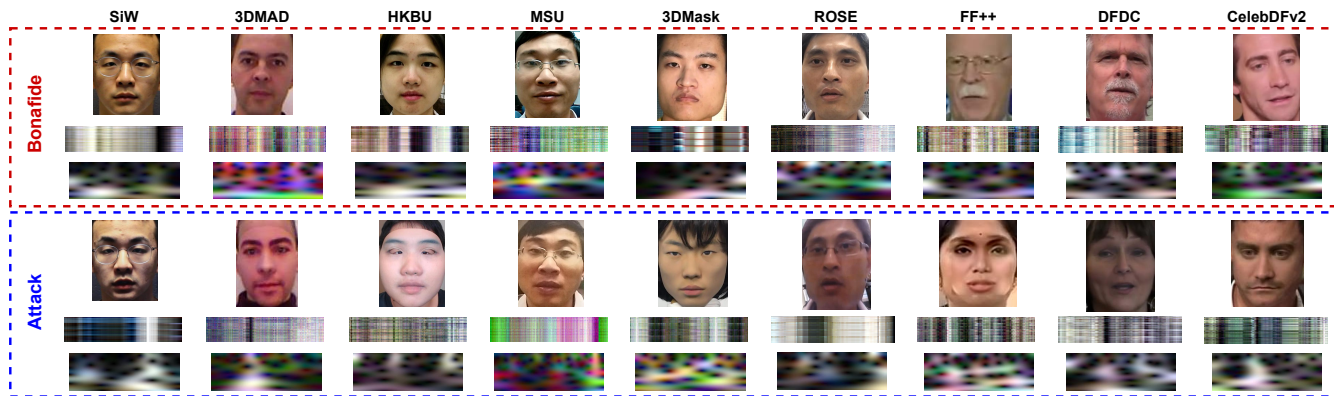 SiW 3DMAD HKBU MSU 3DMask ROSE FF++ DFDC CelebDFv2
Bonafide
Attack